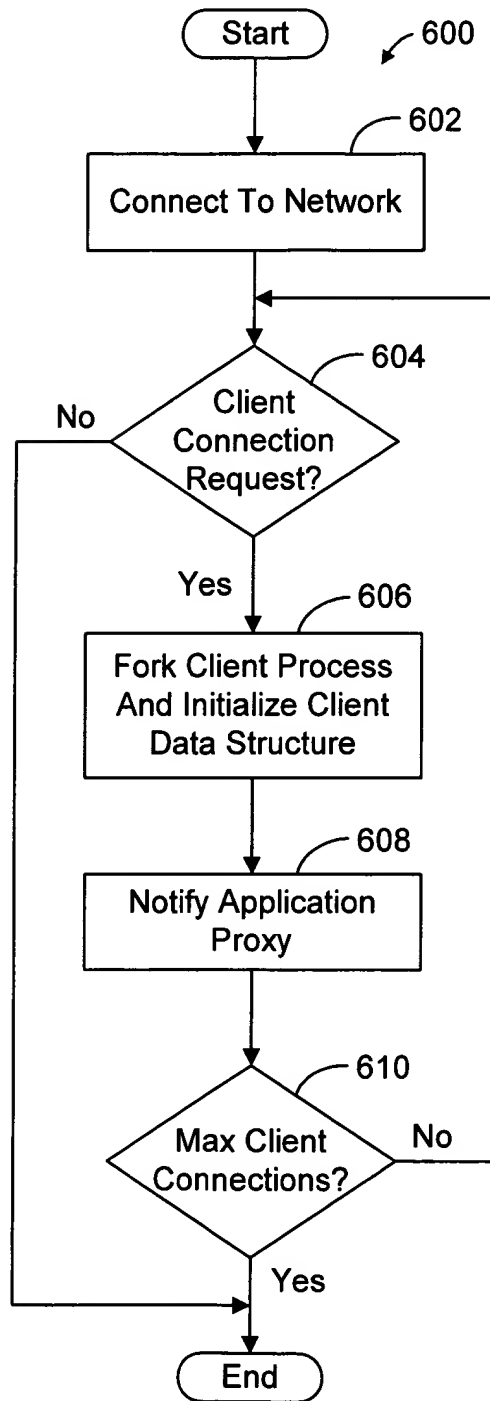 Start
600
602
Connect To Network
604
Client
Connection
Request?
No
Yes
606
Fork Client Process
And Initialize Client
Data Structure
608
Notify Application
Proxy
610
Max Client
Connections?
No
Yes
End